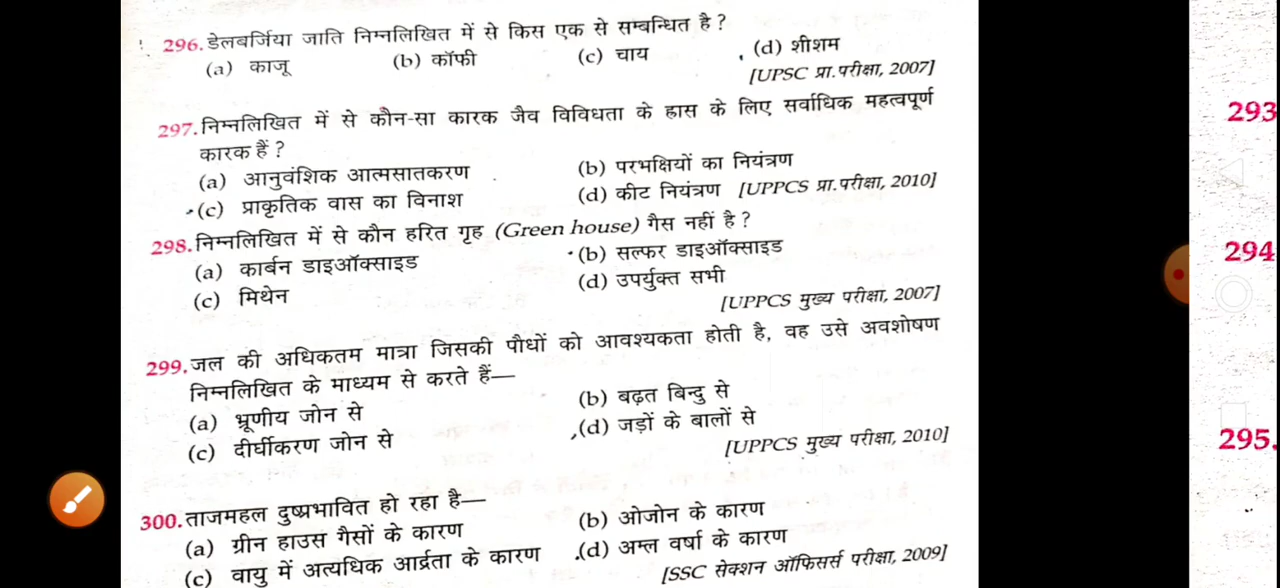 296. डेलबर्जिया जाति निम्नलिखित में से किस एक से सम्बन्धित है ?
(a) काजू (b) कॉफी (c) चाय (d) शीशम
[UPSC प्रा. परीक्षा, 2007]
297. निम्नलिखित में से कौन-सा कारक जैव विविधता के ह्रास के लिए सर्वाधिक महत्वपूर्ण
कारक हैं ?
(a) आनुवंशिक आत्मसातकरण (b) परभक्षियों का नियंत्रण
(c) प्राकृतिक वास का विनाश (d) कीट नियंत्रण [UPPCS प्रा. परीक्षा, 2010]
298. निम्नलिखित में से कौन हरित गृह (Green house) गैस नहीं है ?
(a) कार्बन डाइऑक्साइड (b) सल्फर डाइऑक्साइड
(c) मिथेन (d) उपर्युक्त सभी
[UPPCS मुख्य परीक्षा, 2007]
299. जल की अधिकतम मात्रा जिसकी पौधों को आवश्यकता होती है, वह उसे अवशोषण
निम्नलिखित के माध्यम से करते हैं—
(a) भ्रूणीय जोन से (b) बढ़त बिन्दु से
(c) दीर्घीकरण जोन से (d) जड़ों के बालों से
[UPPCS मुख्य परीक्षा, 2010]
300. ताजमहल दुष्प्रभावित हो रहा है—
(a) ग्रीन हाउस गैसों के कारण (b) ओजोन के कारण
(c) वायु में अत्यधिक आर्द्रता के कारण (d) अम्ल वर्षा के कारण
[SSC सेक्शन ऑफिसर्स परीक्षा, 2009]
293
294
295.